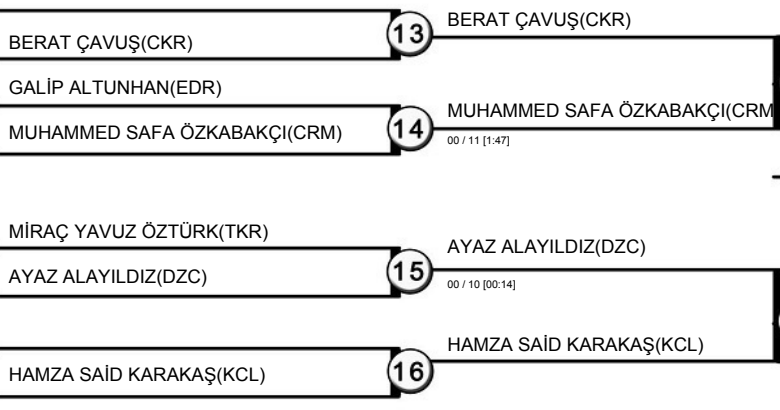 BERAT ÇAVUŞ(CKR)
13
BERAT ÇAVUŞ(CKR)
GALİP ALTUNHAN(EDR)
MUHAMMED SAFA ÖZKABAKÇI(CRM)
14
MUHAMMED SAFA ÖZKABAKÇI(CRM
00 / 11 [1:47]
MİRAÇ YAVUZ ÖZTÜRK(TKR)
AYAZ ALAYILDIZ(DZC)
15
AYAZ ALAYILDIZ(DZC)
00 / 10 [00:14]
HAMZA SAİD KARAKAŞ(KCL)
16
HAMZA SAİD KARAKAŞ(KCL)